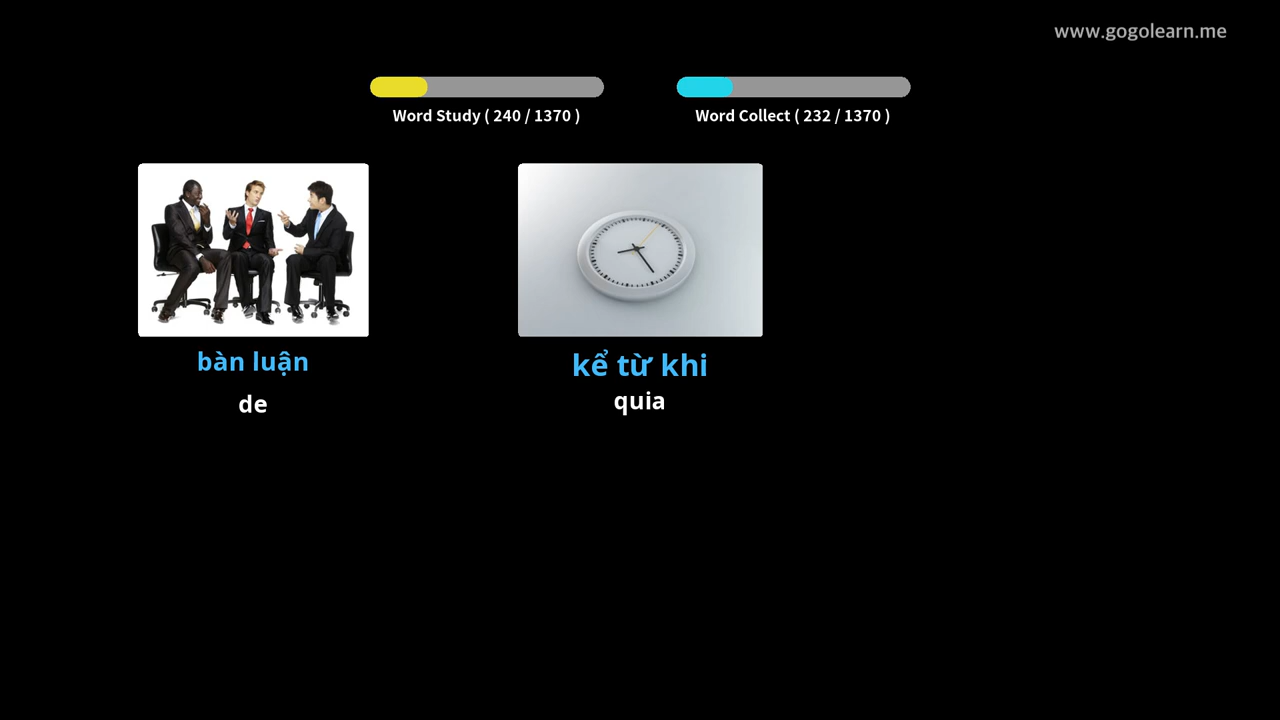 www.gogolearn.me
Word Study ( 240 / 1370 )
Word Collect ( 232 / 1370 )
bàn luận
de
kể từ khi
quia